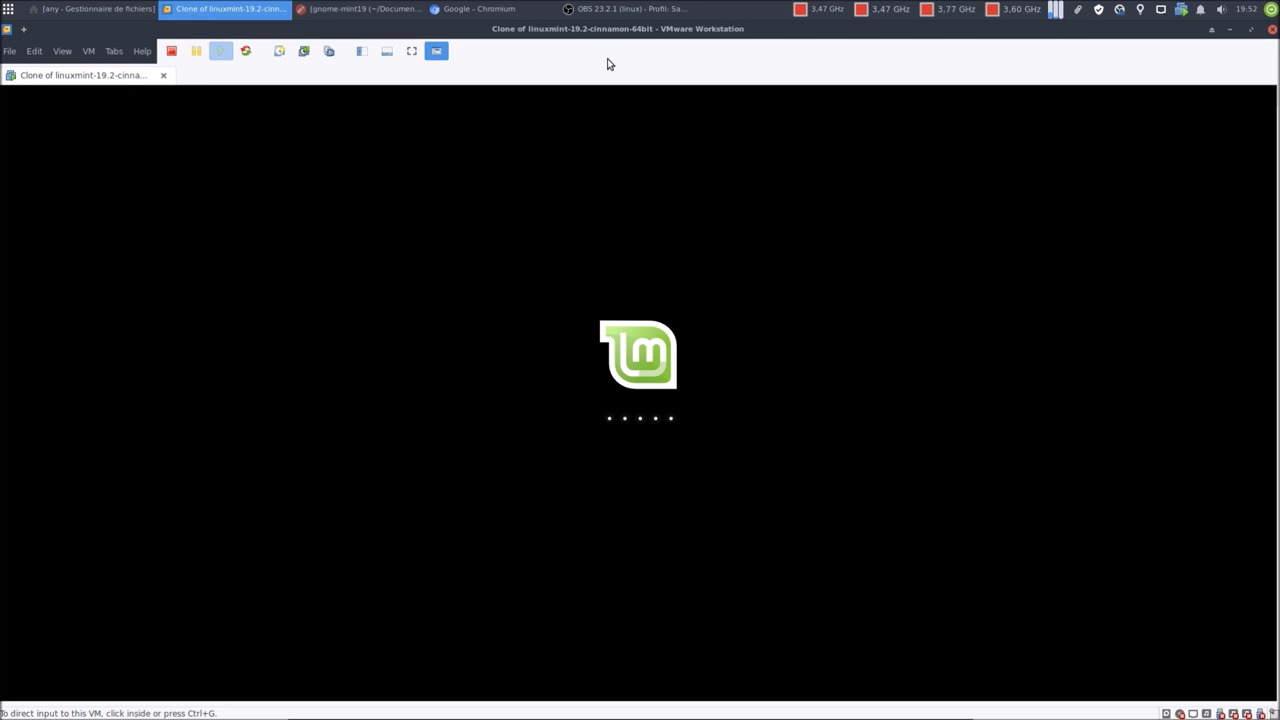 [any - Gestionnaire de fichiers] Clone of linuxmint-19.2-cinn... [gnome-mint19 (~/Documen... Google - Chromium OBS 23.2.1 (linux) - Profil: Sa... 3,47 GHz 3,47 GHz 3,77 GHz 3,60 GHz 19:52
Clone of linuxmint-19.2-cinnamon-64bit - VMware Workstation
File Edit View VM Tabs Help
Clone of linuxmint-19.2-cinna...
lm
To direct input to this VM, click inside or press Ctrl+G.